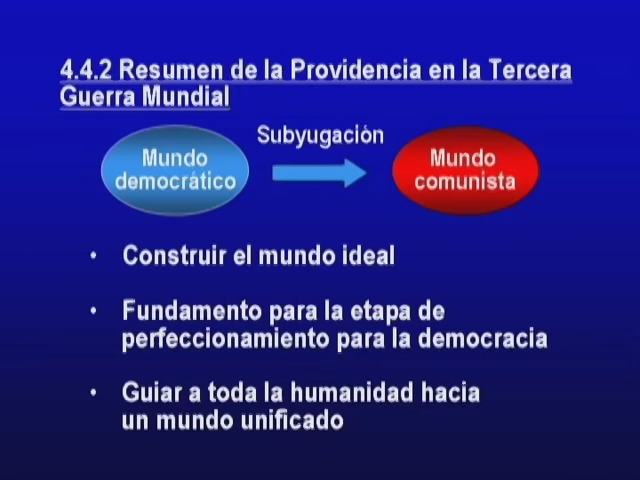 4.4.2 Resumen de la Providencia en la Tercera
Guerra Mundial
Subyugación
Mundo
democrático
Mundo
comunista
• Construir el mundo ideal
• Fundamento para la etapa de
perfeccionamiento para la democracia
• Guiar a toda la humanidad hacia
un mundo unificado